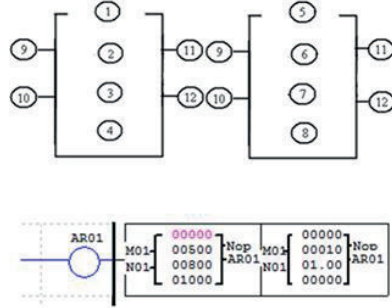 1 5
9 2 11 9 6 11
10 3 12 10 7 12
4 8
AR01
00000 00000
M01 00500 Nop M01 00010 Nop
N01 00800 AR01 N01 01.00 AR01
01000 00000